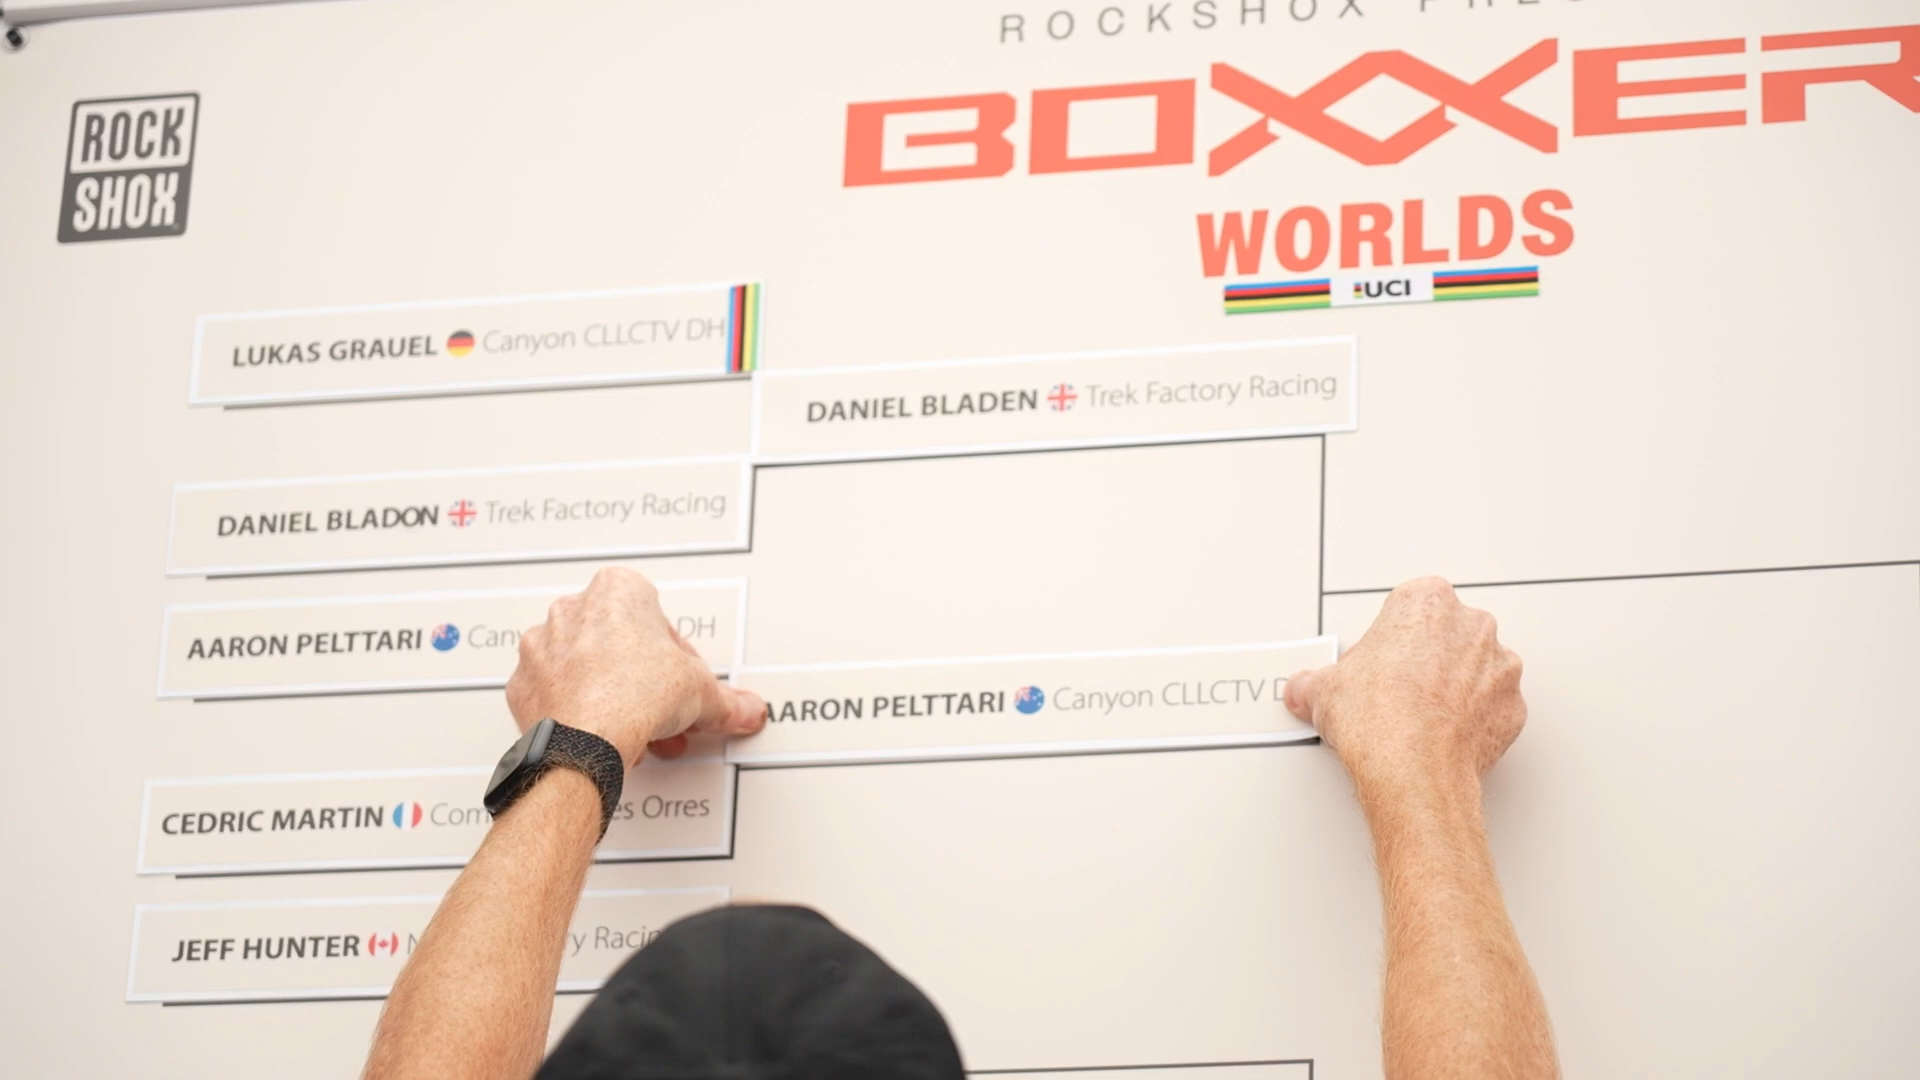 ROCKSHOX
BOXXER
WORLDS
UCI
ROCK
SHOX
LUKAS GRAUEL Canyon CLLCTV DH
DANIEL BLADEN Trek Factory Racing
DANIEL BLADON Trek Factory Racing
AARON PELTTARI DH
AARON PELTTARI Canyon CLLCTV
CEDRIC MARTIN Orres
JEFF HUNTER